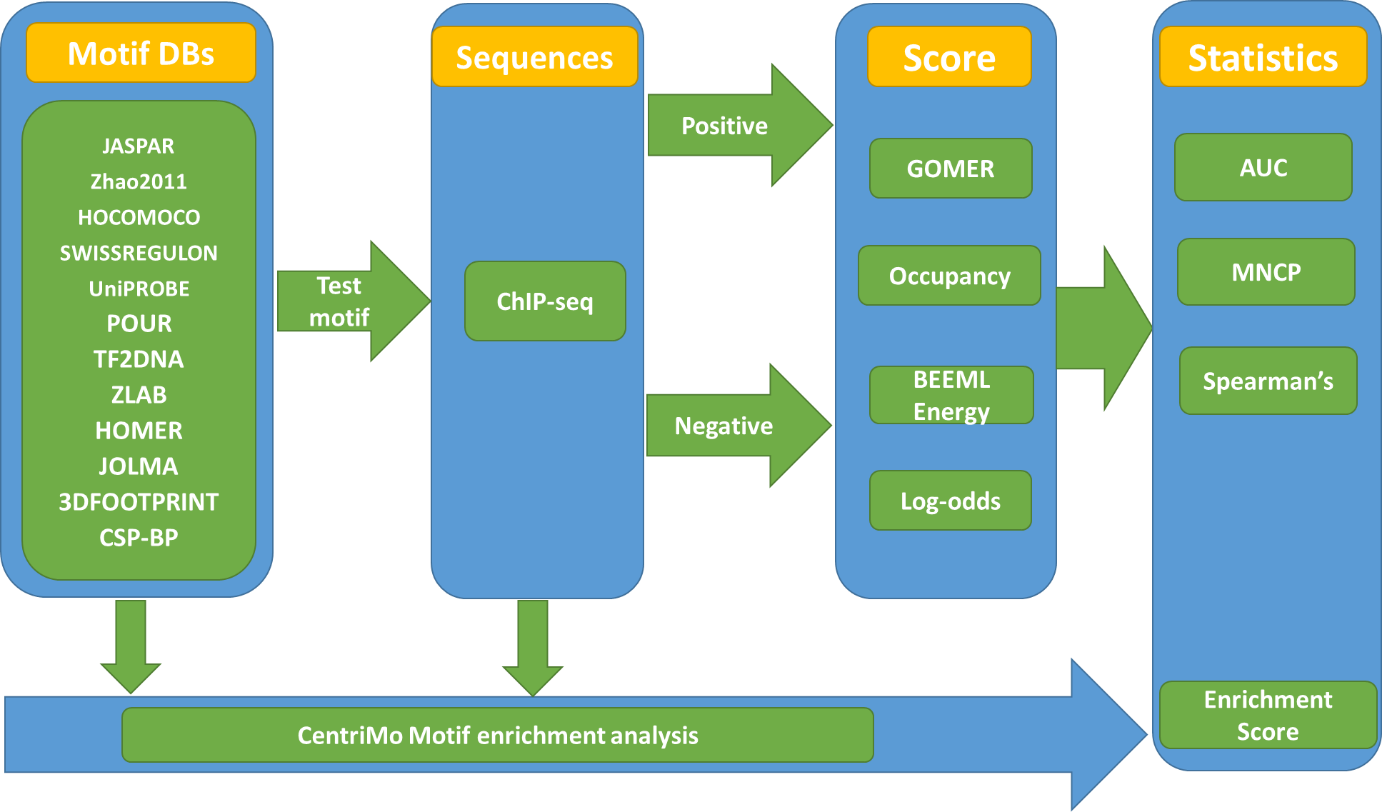 Motif DBs
JASPAR
Zhao2011
HOCOMOCO
SWISSREGULON
UniPROBE
POUR
TF2DNA
ZLAB
HOMER
JOLMA
3DFOOTPRINT
CSP-BP
Test
motif
Sequences
ChIP-seq
Positive
Negative
Score
GOMER
Occupancy
BEEML
Energy
Log-odds
Statistics
AUC
MNCP
Spearman’s
Enrichment
Score
CentriMo Motif enrichment analysis